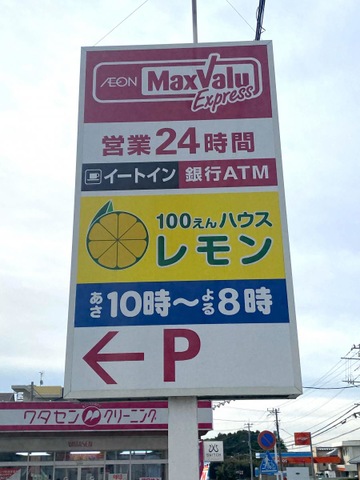 AEON
MaxValu
Express
営業24時間
イートイン 銀行ATM
100えんハウス
レモン
あさ10時～よる8時
← P
ワタセン クリーニング